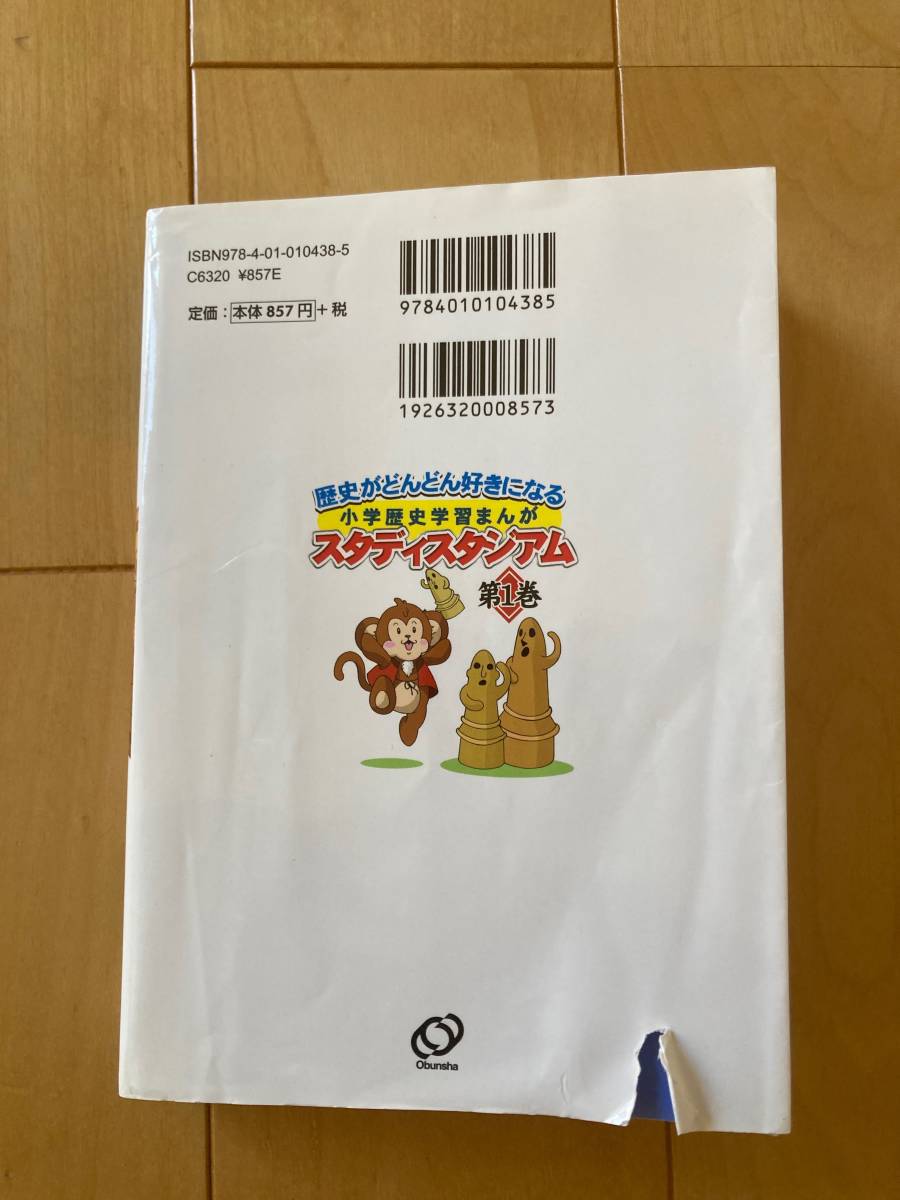 ISBN978-4-01-010438-5
C6320 ¥857E
定価：本体857円+税
9784010104385
1926320008573
歴史がどんどん好きになる
小学歴史学習まんが
スタディスタジアム
第1巻
Obunsha